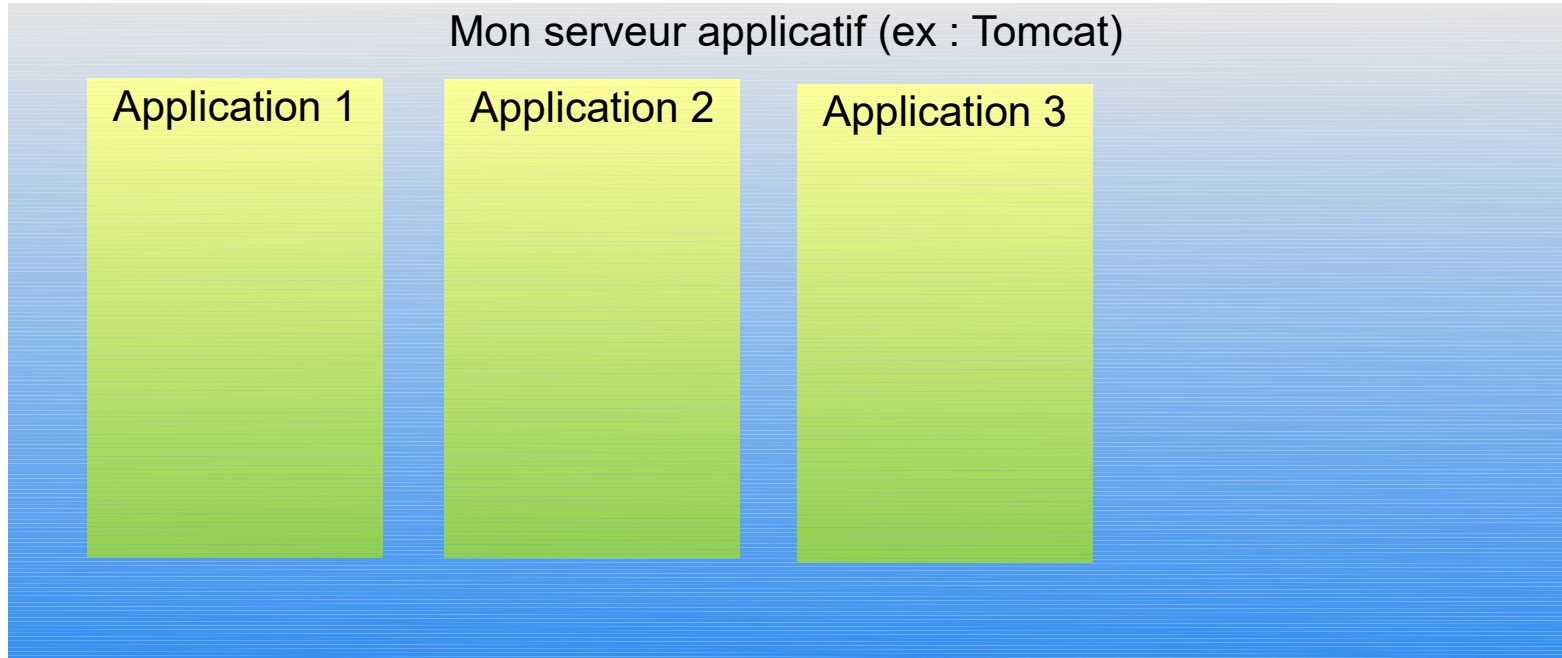 Mon serveur applicatif (ex : Tomcat)
Application 1
Application 2
Application 3